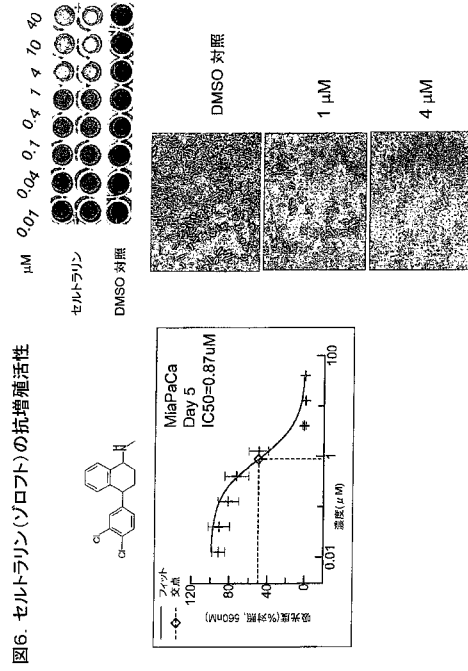 図6. セルトラリン(ゾロフト)の抗増殖活性
Cl
Cl
N
H
フィット
交点
MiaPaCa
Day 5
IC50=0.87uM
120
80
40
0
吸光度(%対照, 560nM)
0.01
1
100
濃度(μM)
μM
0.01 0.04 0.1 0.4 1 4 10 40
セルトラリン
DMSO 対照
DMSO 対照
1 μM
4 μM